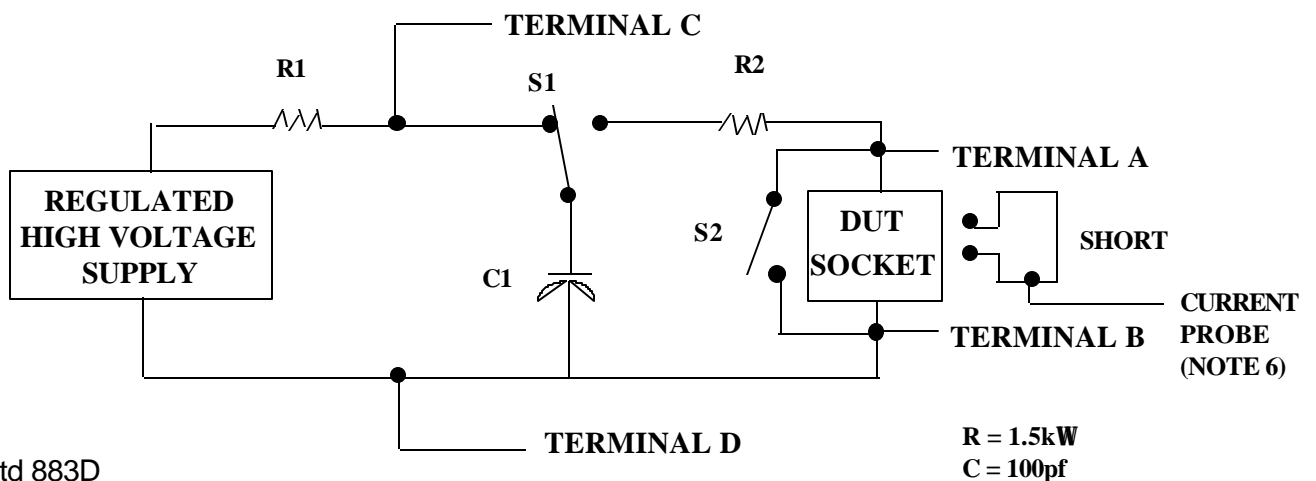 TERMINAL C
R1
S1
R2
TERMINAL A
REGULATED
HIGH VOLTAGE
SUPPLY
C1
S2
DUT
SOCKET
SHORT
CURRENT
PROBE
(NOTE 6)
TERMINAL B
TERMINAL D
R = 1.5kW
C = 100pf
td 883D